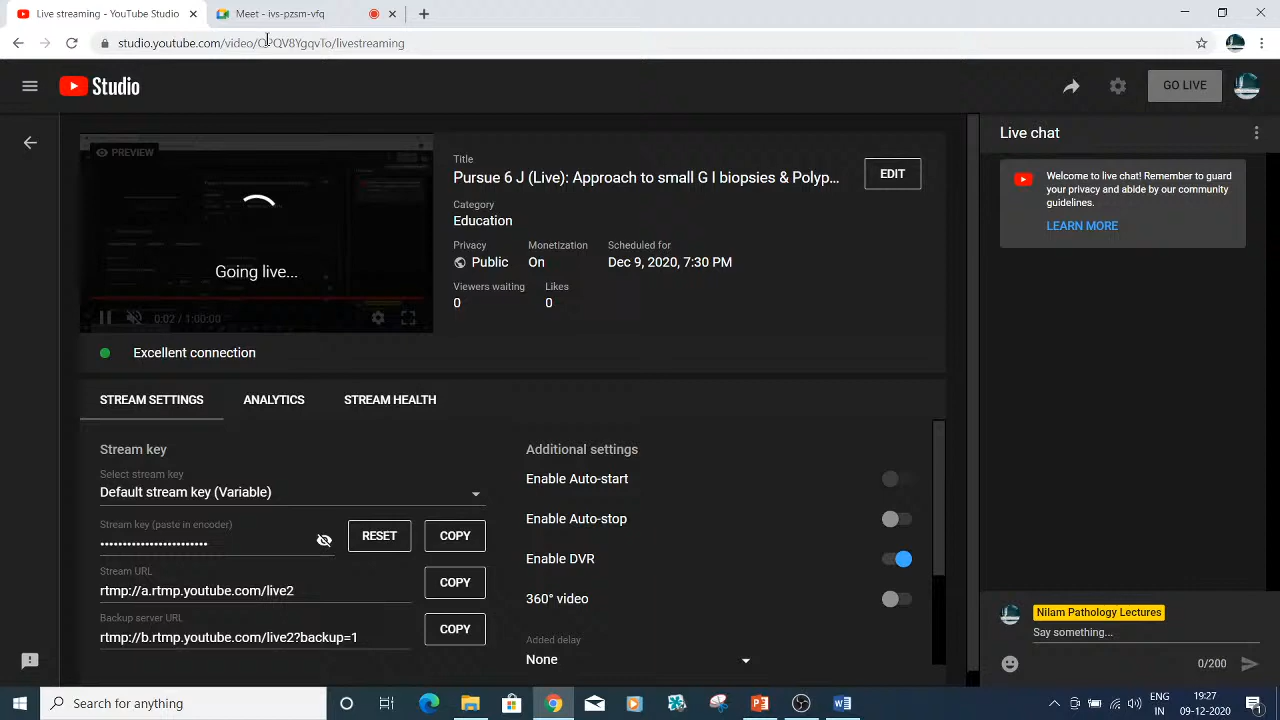 Live streaming - YouTube Studio
Meet - ivs-pzsm-vfq
studio.youtube.com/video/ /livestreaming
Studio
GO LIVE
PREVIEW
Going live...
0:02 / 1:00:00
Title
Pursue 6 J (Live): Approach to small G I biopsies & Polyp...
EDIT
Category
Education
Privacy
Monetization
Scheduled for
Public
On
Dec 9, 2020, 7:30 PM
Viewers waiting
Likes
0
0
Excellent connection
STREAM SETTINGS
ANALYTICS
STREAM HEALTH
Stream key
Select stream key
Default stream key (Variable)
Stream key (paste in encoder)
••••••••••••••••••••••••
RESET
COPY
Stream URL
rtmp://a.rtmp.youtube.com/live2
COPY
Backup server URL
rtmp://b.rtmp.youtube.com/live2?backup=1
COPY
Additional settings
Enable Auto-start
Enable Auto-stop
Enable DVR
360° video
Added delay
None
Live chat
Welcome to live chat! Remember to guard
your privacy and abide by our community
guidelines.
LEARN MORE
Nilam Pathology Lectures
Say something...
0/200
Search for anything
ENG
IN
19:27
09-12-2020